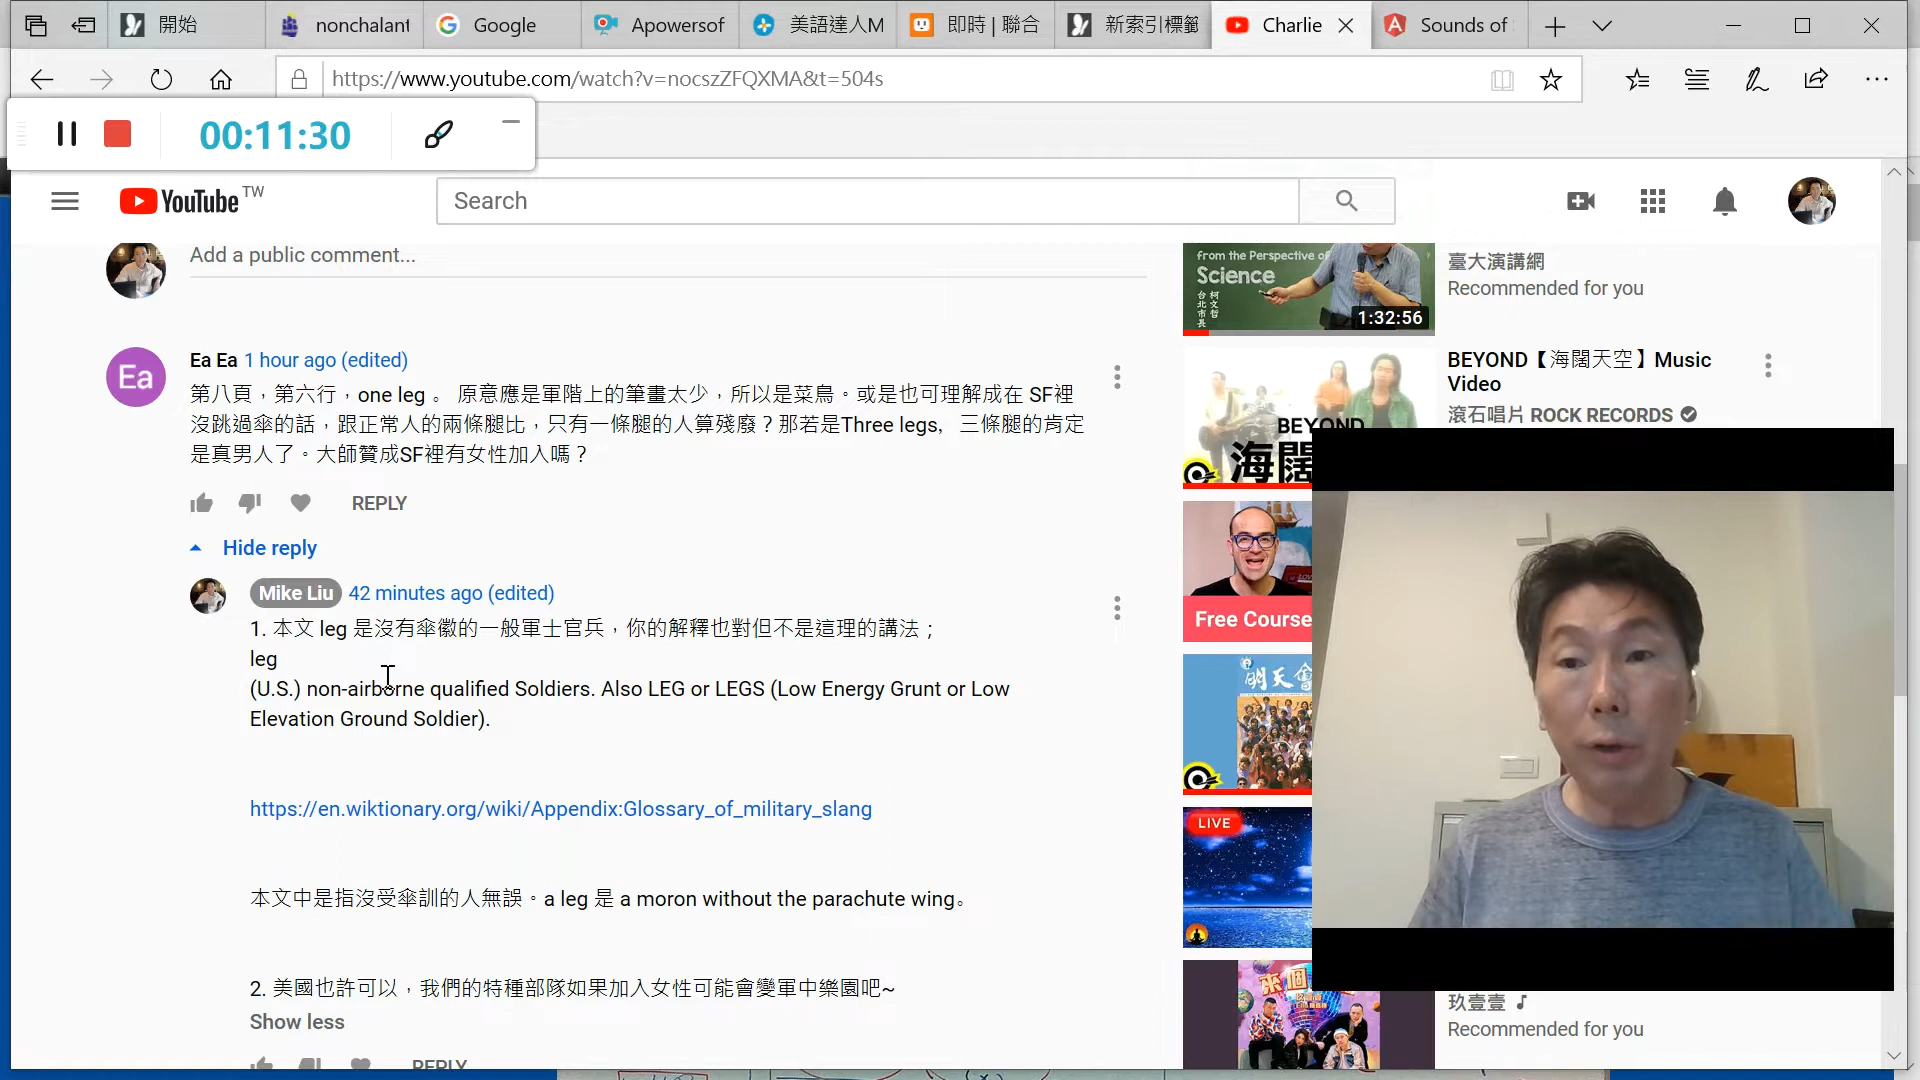 開始
nonchalant
Google
Apowersof
美語達人M
即時 | 聯合
新索引標籤
Charlie
Sounds of
https://www.youtube.com/watch?v=nocszZFQXMA&t=504s
00:11:30
YouTube TW
Search
Add a public comment...
from the Perspective of
Science
台北市長
柯文哲
1:32:56
臺大演講網
Recommended for you
Ea
Ea Ea 1 hour ago (edited)
第八頁，第六行，one leg 。 原意應是軍階上的筆畫太少，所以是菜鳥。或是也可理解成在 SF裡
沒跳過傘的話，跟正常人的兩條腿比，只有一條腿的人算殘廢？那若是Three legs, 三條腿的肯定
是真男人了。大師贊成SF裡有女性加入嗎？
REPLY
BEYOND【海闊天空】Music
Video
滾石唱片 ROCK RECORDS
BEYOND
海闊
Hide reply
Mike Liu 42 minutes ago (edited)
1. 本文 leg 是沒有傘徽的一般軍士官兵，你的解釋也對但不是這理的講法；
leg
(U.S.) non-airborne qualified Soldiers. Also LEG or LEGS (Low Energy Grunt or Low
Elevation Ground Soldier).
https://en.wiktionary.org/wiki/Appendix:Glossary_of_military_slang
本文中是指沒受傘訓的人無誤。a leg 是 a moron without the parachute wing。
2. 美國也許可以，我們的特種部隊如果加入女性可能會變軍中樂園吧~
Show less
REPLY
Free Course
明天會
LIVE
來個
玖壹壹
Recommended for you